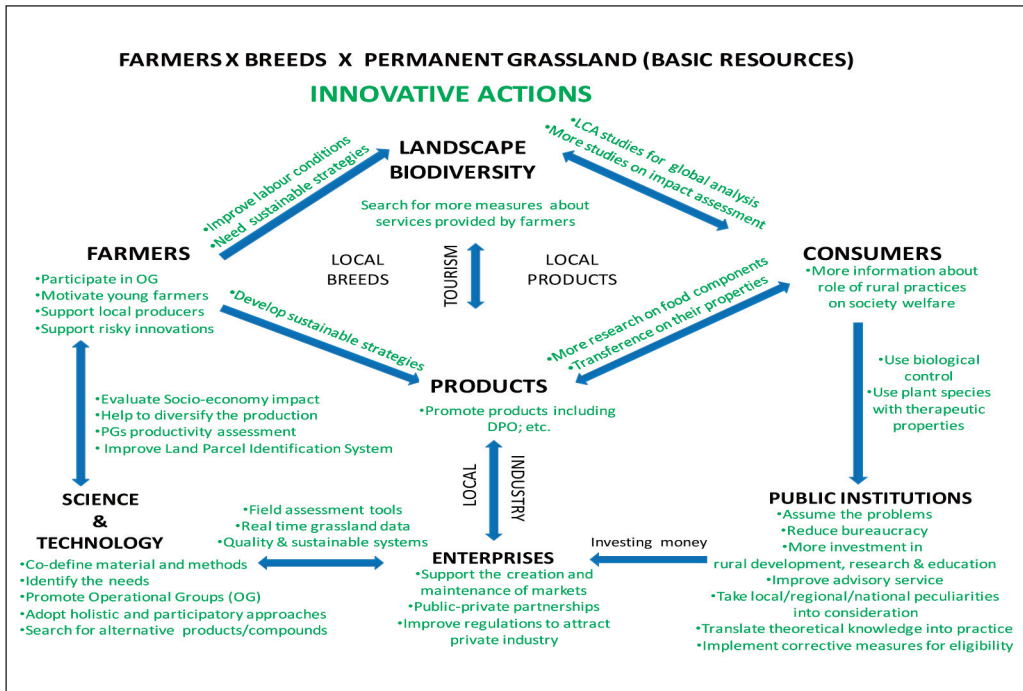 FARMERS X BREEDS X PERMANENT GRASSLAND (BASIC RESOURCES)
INNOVATIVE ACTIONS
•Improve labour conditions
•Need sustainable strategies
LANDSCAPE
BIODIVERSITY
Search for more measures about
services provided by farmers
•LCA studies for global analysis
•More studies on impact assessment
FARMERS
•Participate in OG
•Motivate young farmers
•Support local producers
•Support risky innovations
LOCAL
BREEDS
TOURISM
LOCAL
PRODUCTS
CONSUMERS
•More information about
role of rural practices
on society welfare
•Develop sustainable strategies
•More research on food components
•Transference on their properties
PRODUCTS
•Promote products including
DPO; etc.
•Use biological
control
•Use plant species
with therapeutic
properties
•Evaluate Socio-economy impact
•Help to diversify the production
•PGs productivity assessment
• Improve Land Parcel Identification System
LOCAL
INDUSTRY
SCIENCE
&
TECHNOLOGY
•Co-define material and methods
•Identify the needs
•Promote Operational Groups (OG)
•Adopt holistic and participatory approaches
•Search for alternative products/compounds
•Field assessment tools
•Real time grassland data
•Quality & sustainable systems
ENTERPRISES
•Support the creation and
maintenance of markets
•Public-private partnerships
•Improve regulations to attract
private industry
Investing money
PUBLIC INSTITUTIONS
•Assume the problems
•Reduce bureaucracy
•More investment in
rural development, research & education
•Improve advisory service
•Take local/regional/national peculiarities
into consideration
•Translate theoretical knowledge into practice
•Implement corrective measures for eligibility